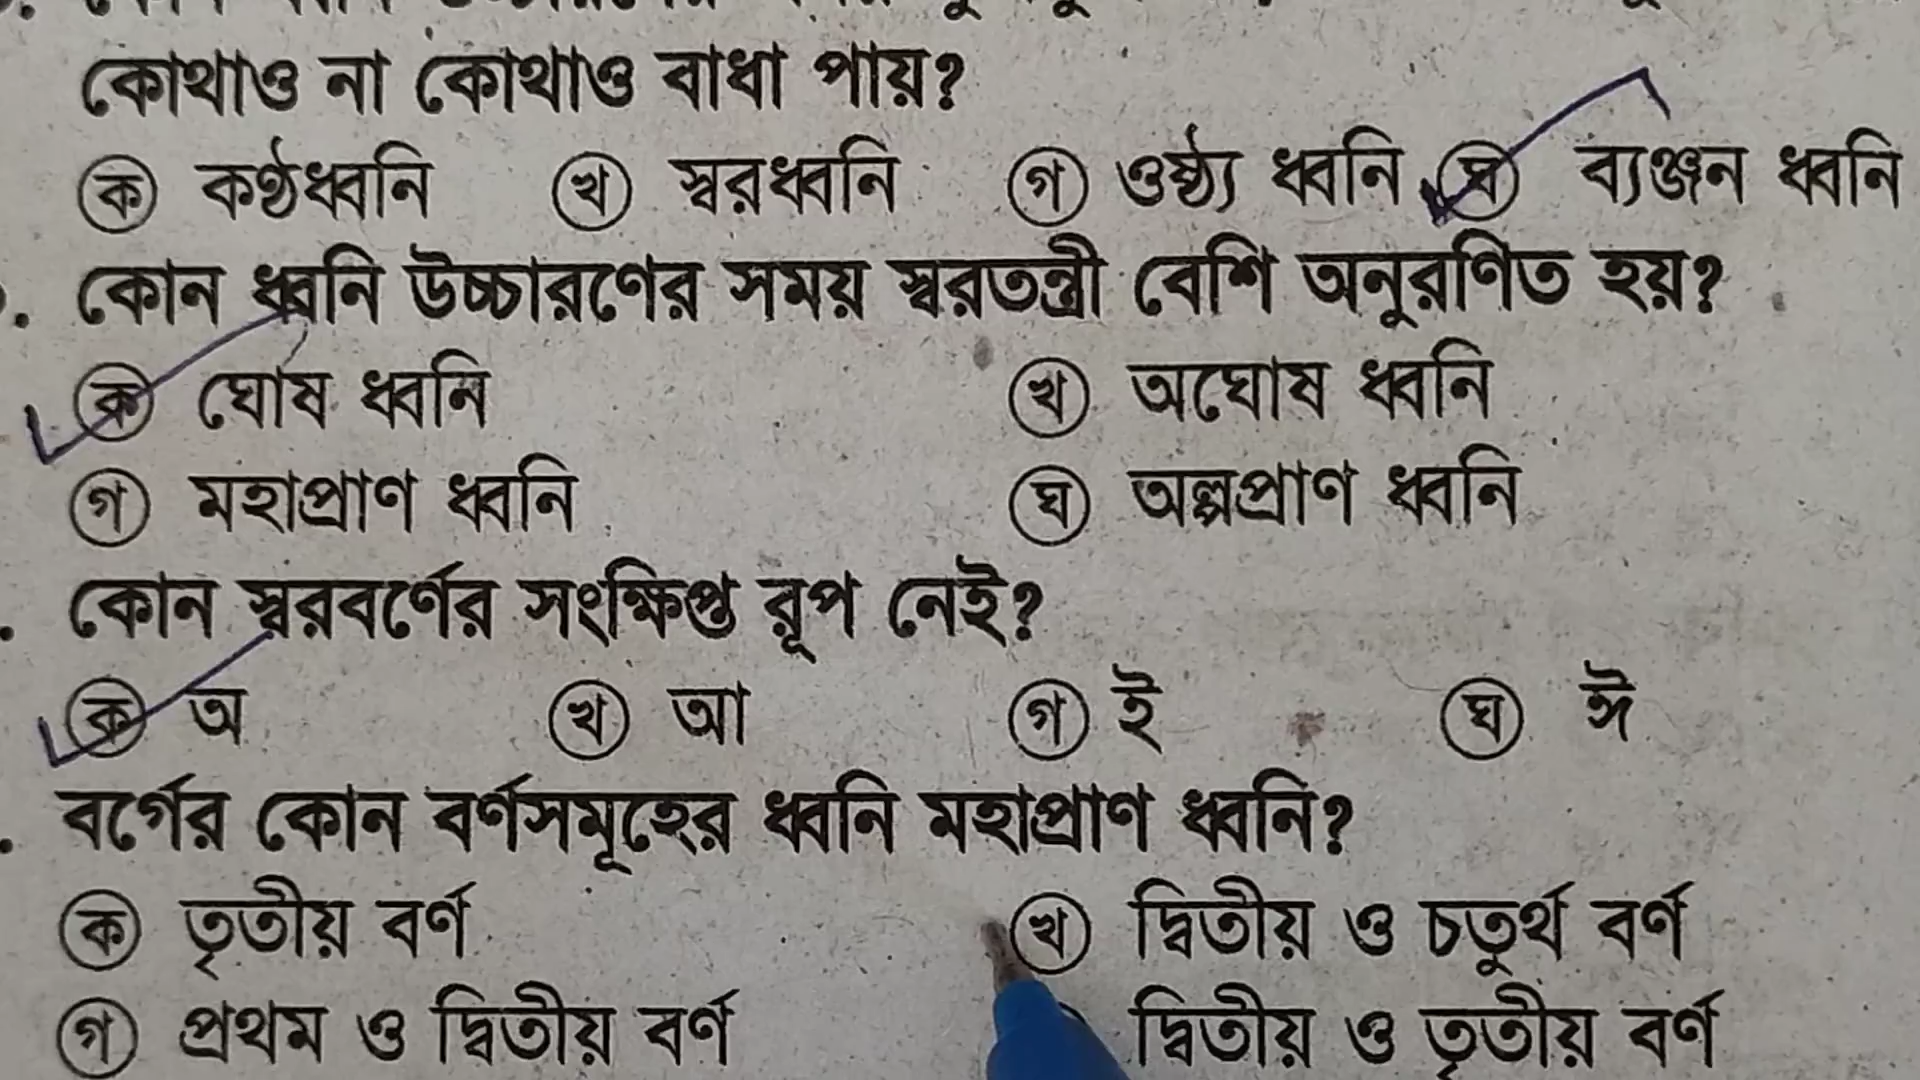 কোথাও না কোথাও বাধা পায়?
ক কণ্ঠধ্বনি খ স্বরধ্বনি গ ওষ্ঠ্য ধ্বনি ঘ ব্যঞ্জন ধ্বনি
. কোন ধ্বনি উচ্চারণের সময় স্বরতন্ত্রী বেশি অনুরণিত হয়?
ক ঘোষ ধ্বনি খ অঘোষ ধ্বনি
গ মহাপ্রাণ ধ্বনি ঘ অল্পপ্রাণ ধ্বনি
. কোন স্বরবর্ণের সংক্ষিপ্ত রূপ নেই?
ক অ খ আ গ ই ঘ ঈ
. বর্গের কোন বর্ণসমূহের ধ্বনি মহাপ্রাণ ধ্বনি?
ক তৃতীয় বর্ণ খ দ্বিতীয় ও চতুর্থ বর্ণ
গ প্রথম ও দ্বিতীয় বর্ণ দ্বিতীয় ও তৃতীয় বর্ণ